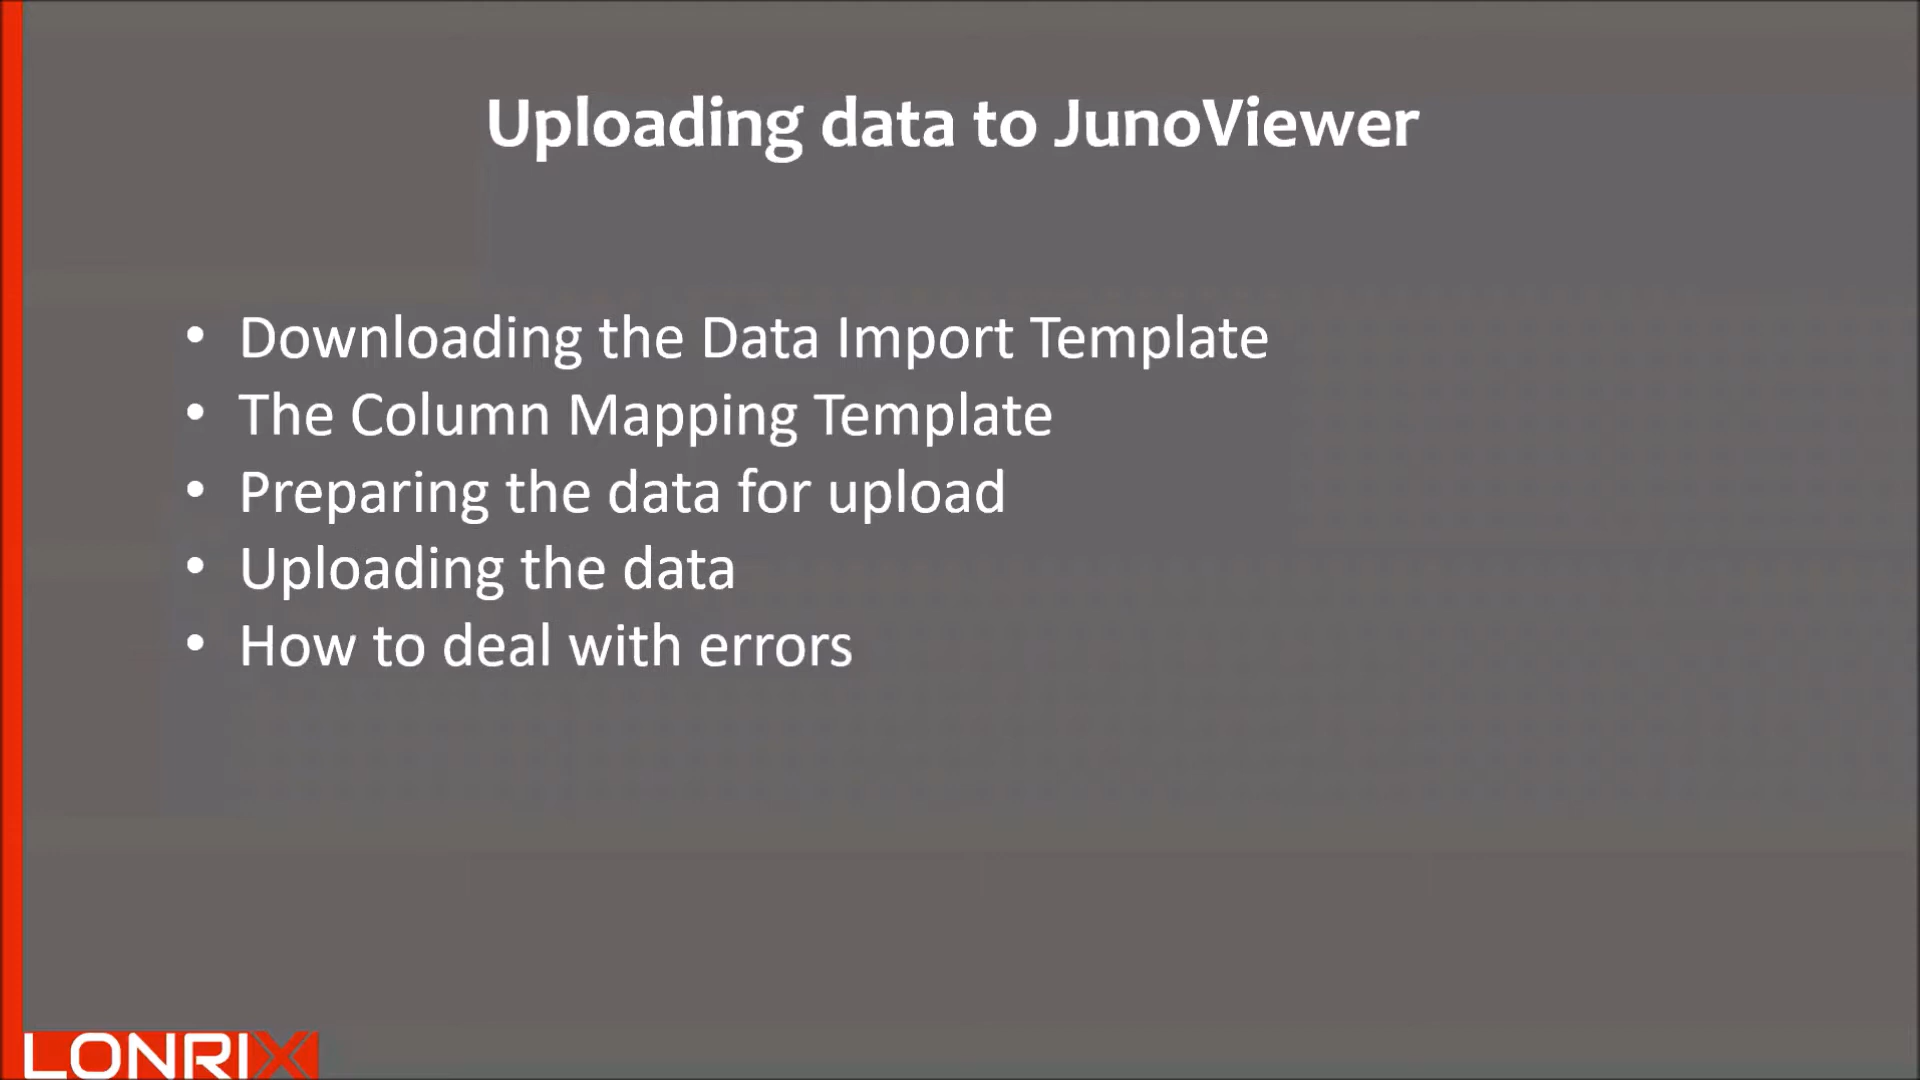 Uploading data to JunoViewer
• Downloading the Data Import Template
• The Column Mapping Template
• Preparing the data for upload
• Uploading the data
• How to deal with errors
LONRIX